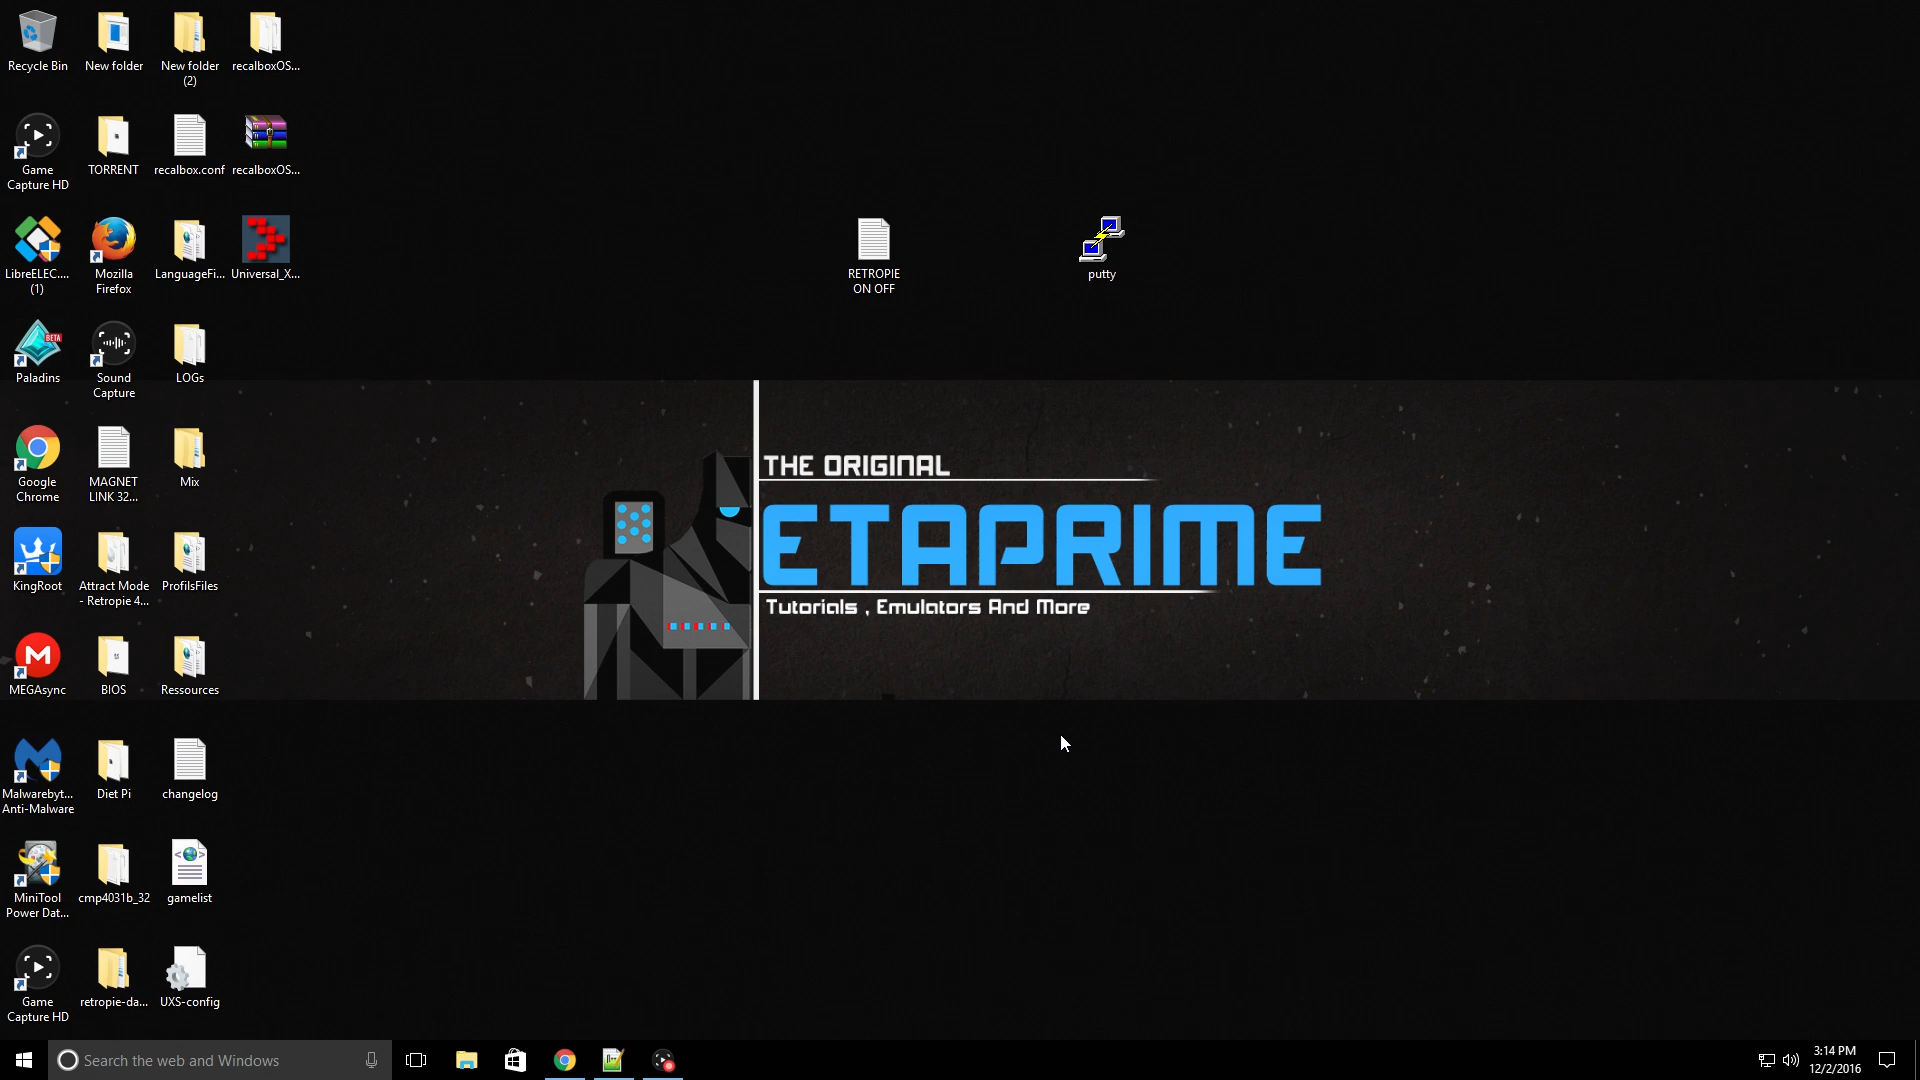 Recycle Bin
New folder
New folder
(2)
recalboxOS...
Game
Capture HD
TORRENT
recalbox.conf
recalboxOS...
LibreELEC....
(1)
Mozilla
Firefox
LanguageFi...
Universal_X...
RETROPIE
ON OFF
putty
BETA
Paladins
Sound
Capture
LOGs
Google
Chrome
MAGNET
LINK 32...
Mix
THE ORIGINAL
ETAPRIME
Tutorials , Emulators And More
KingRoot
Attract Mode
- Retropie 4...
ProfilsFiles
MEGAsync
BIOS
Ressources
Malwarebyt...
Anti-Malware
Diet Pi
changelog
MiniTool
Power Dat...
cmp4031b_32
gamelist
Game
Capture HD
retropie-da...
UXS-config
Search the web and Windows
3:14 PM
12/2/2016